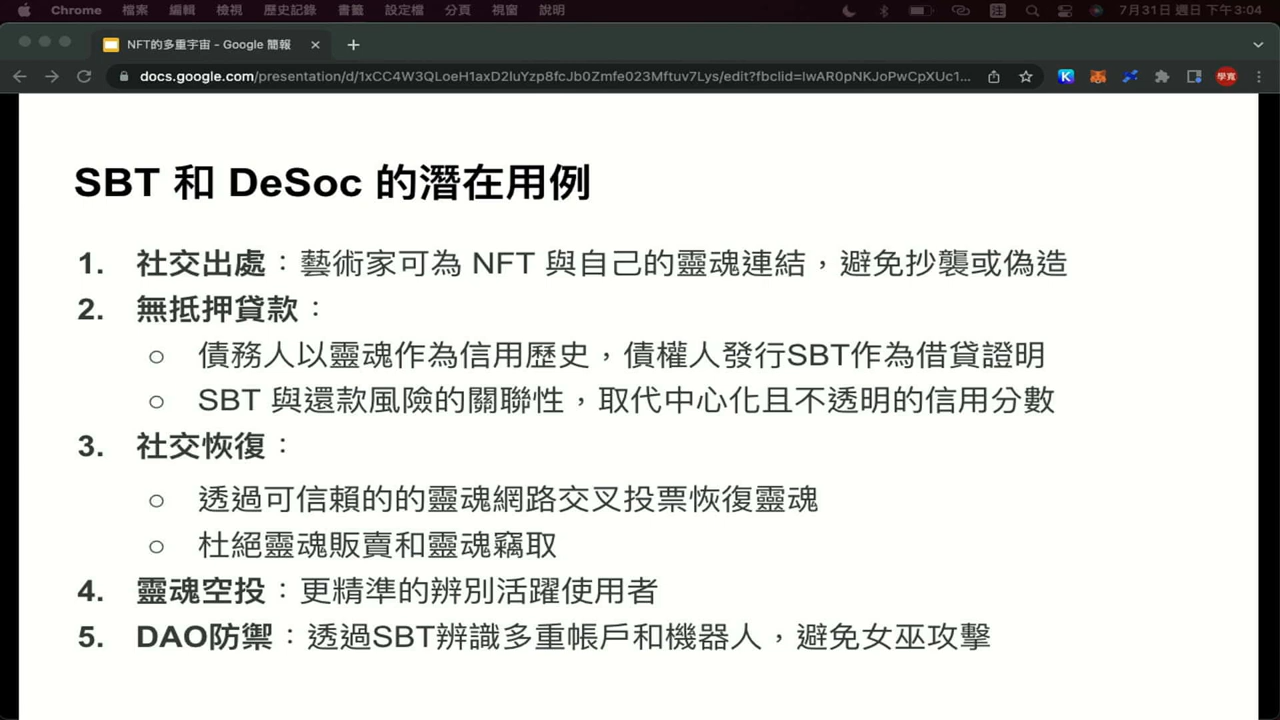 Chrome 檔案 編輯 檢視 歷史記錄 書籤 設定檔 分頁 視窗 說明 注 7月31日 週日 下午3:04
NFT的多重宇宙 - Google 簡報
docs.google.com/presentation/d/1xCC4W3QLoeH1axD2luYzp8fcJb0Zmfe023Mftuv7Lys/edit?fbclid=IwAR0pNKJoPwCpXUc1... K 學寬
SBT 和 DeSoc 的潛在用例
1. 社交出處：藝術家可為 NFT 與自己的靈魂連結，避免抄襲或偽造
2. 無抵押貸款：
○ 債務人以靈魂作為信用歷史，債權人發行SBT作為借貸證明
○ SBT 與還款風險的關聯性，取代中心化且不透明的信用分數
3. 社交恢復：
○ 透過可信賴的的靈魂網路交叉投票恢復靈魂
○ 杜絕靈魂販賣和靈魂竊取
4. 靈魂空投：更精準的辨別活躍使用者
5. DAO防禦：透過SBT辨識多重帳戶和機器人，避免女巫攻擊